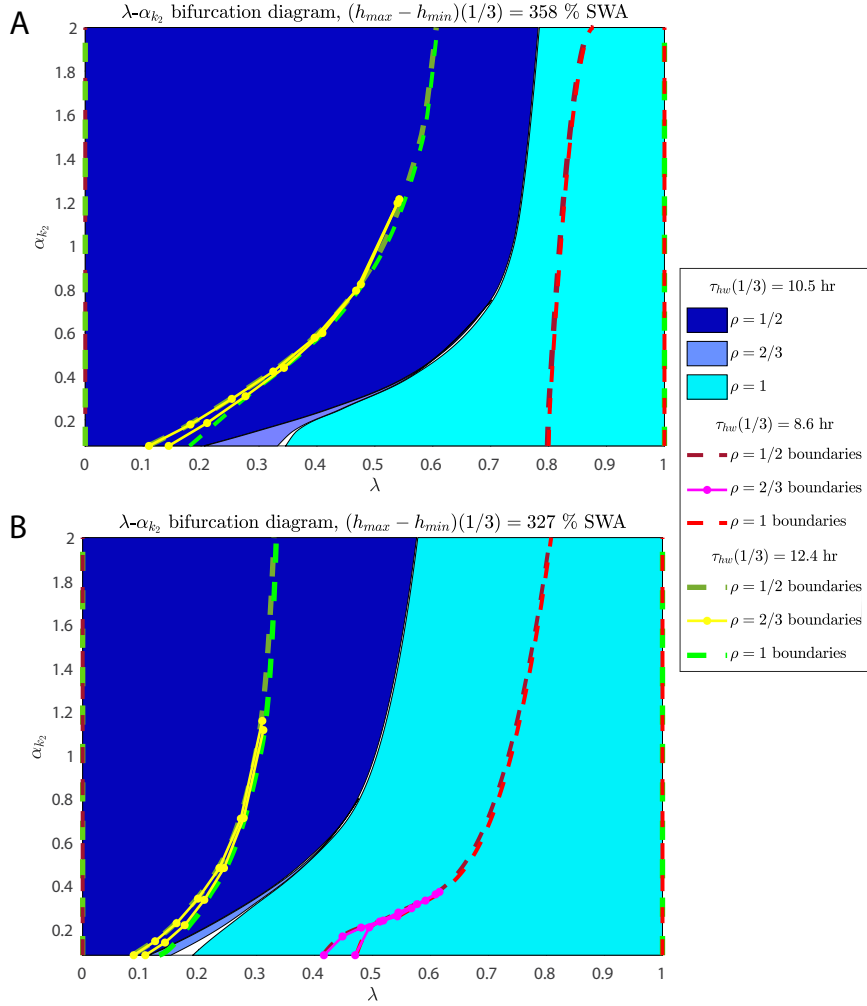 A
λ-α_{k_2} bifurcation diagram, (h_{max} − h_{min})(1/3) = 358 % SWA
2
1.8
1.6
1.4
1.2
1
0.8
0.6
0.4
0.2
α_{k_2}
0 0.1 0.2 0.3 0.4 0.5 0.6 0.7 0.8 0.9 1
λ
B
λ-α_{k_2} bifurcation diagram, (h_{max} − h_{min})(1/3) = 327 % SWA
2
1.8
1.6
1.4
1.2
1
0.8
0.6
0.4
0.2
α_{k_2}
0 0.1 0.2 0.3 0.4 0.5 0.6 0.7 0.8 0.9 1
λ
τ_{hw}(1/3) = 10.5 hr
ρ = 1/2
ρ = 2/3
ρ = 1
τ_{hw}(1/3) = 8.6 hr
ρ = 1/2 boundaries
ρ = 2/3 boundaries
ρ = 1 boundaries
τ_{hw}(1/3) = 12.4 hr
ρ = 1/2 boundaries
ρ = 2/3 boundaries
ρ = 1 boundaries